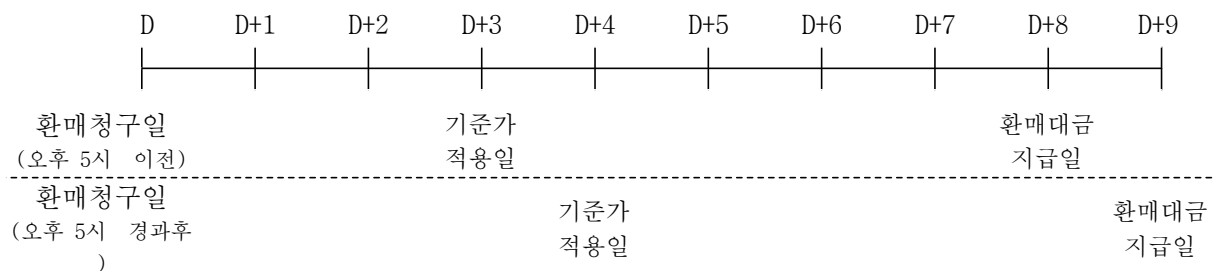 D D+1 D+2 D+3 D+4 D+5 D+6 D+7 D+8 D+9
환매청구일 기준가 환매대금
(오후 5시 이전) 적용일 지급일
환매청구일 기준가 환매대금
(오후 5시 경과후 적용일 지급일
)